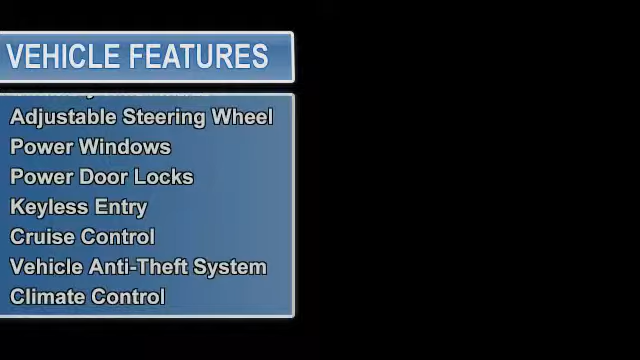 VEHICLE FEATURES
Adjustable Steering Wheel
Power Windows
Power Door Locks
Keyless Entry
Cruise Control
Vehicle Anti-Theft System
Climate Control